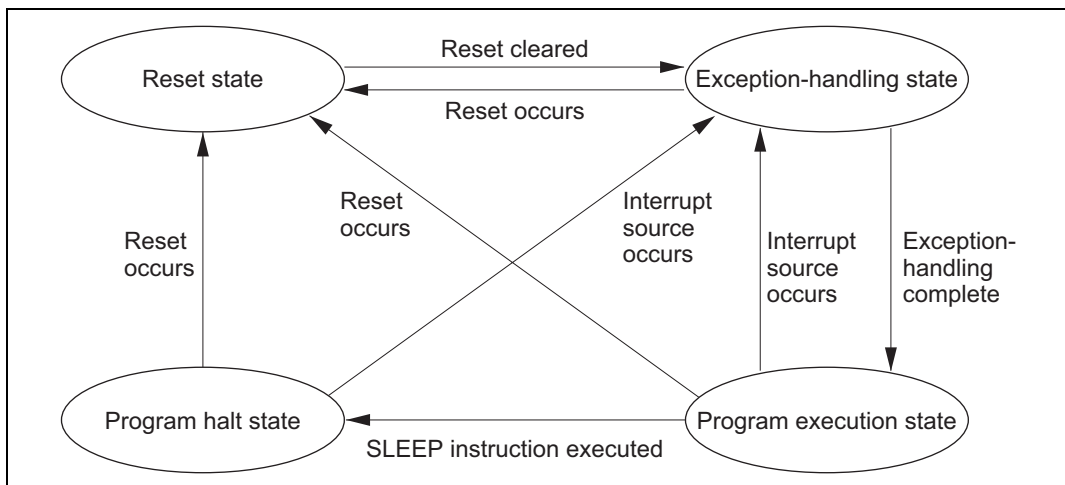 Reset cleared
Reset state
Exception-handling state
Reset occurs
Reset
occurs
Reset
occurs
Interrupt
source
occurs
Interrupt
source
occurs
Exception-
handling
complete
Program halt state
Program execution state
SLEEP instruction executed